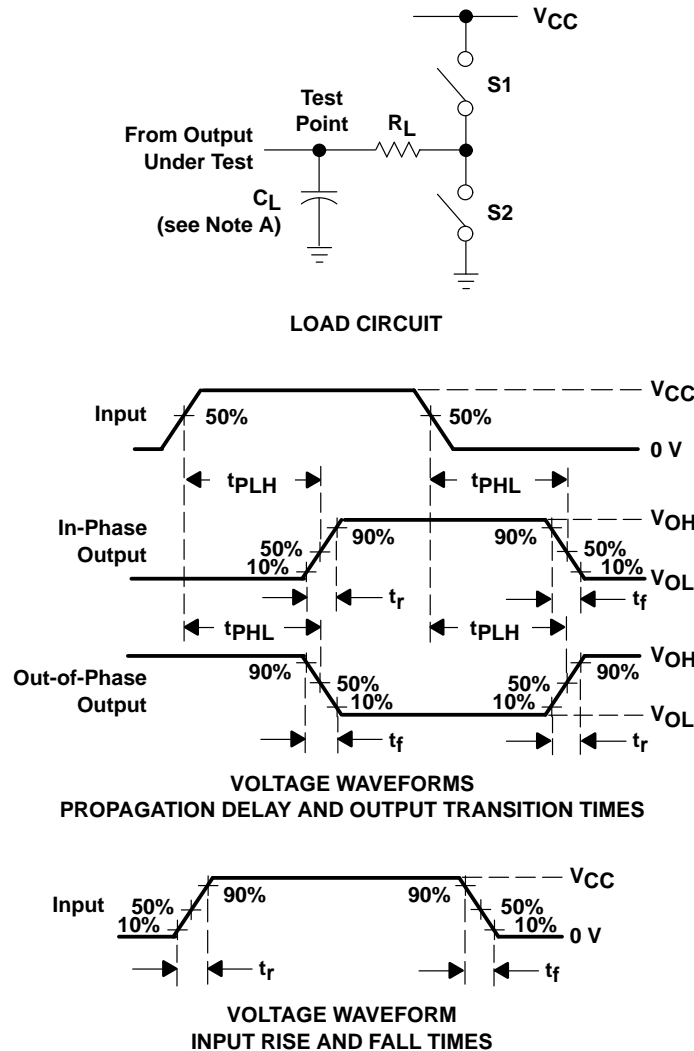 VCC
S1
Test
Point
RL
From Output
Under Test
CL
(see Note A)
S2
LOAD CIRCUIT
VCC
Input
50%
50%
0 V
tPLH
tPHL
In-Phase
Output
VOH
90%
90%
50%
50%
10%
10%
VOL
tr
tf
tPHL
tPLH
Out-of-Phase
Output
VOH
90%
90%
50%
50%
10%
10%
VOL
tf
tr
VOLTAGE WAVEFORMS
PROPAGATION DELAY AND OUTPUT TRANSITION TIMES
VCC
Input
90%
90%
50%
50%
10%
10%
0 V
tr
tf
VOLTAGE WAVEFORM
INPUT RISE AND FALL TIMES